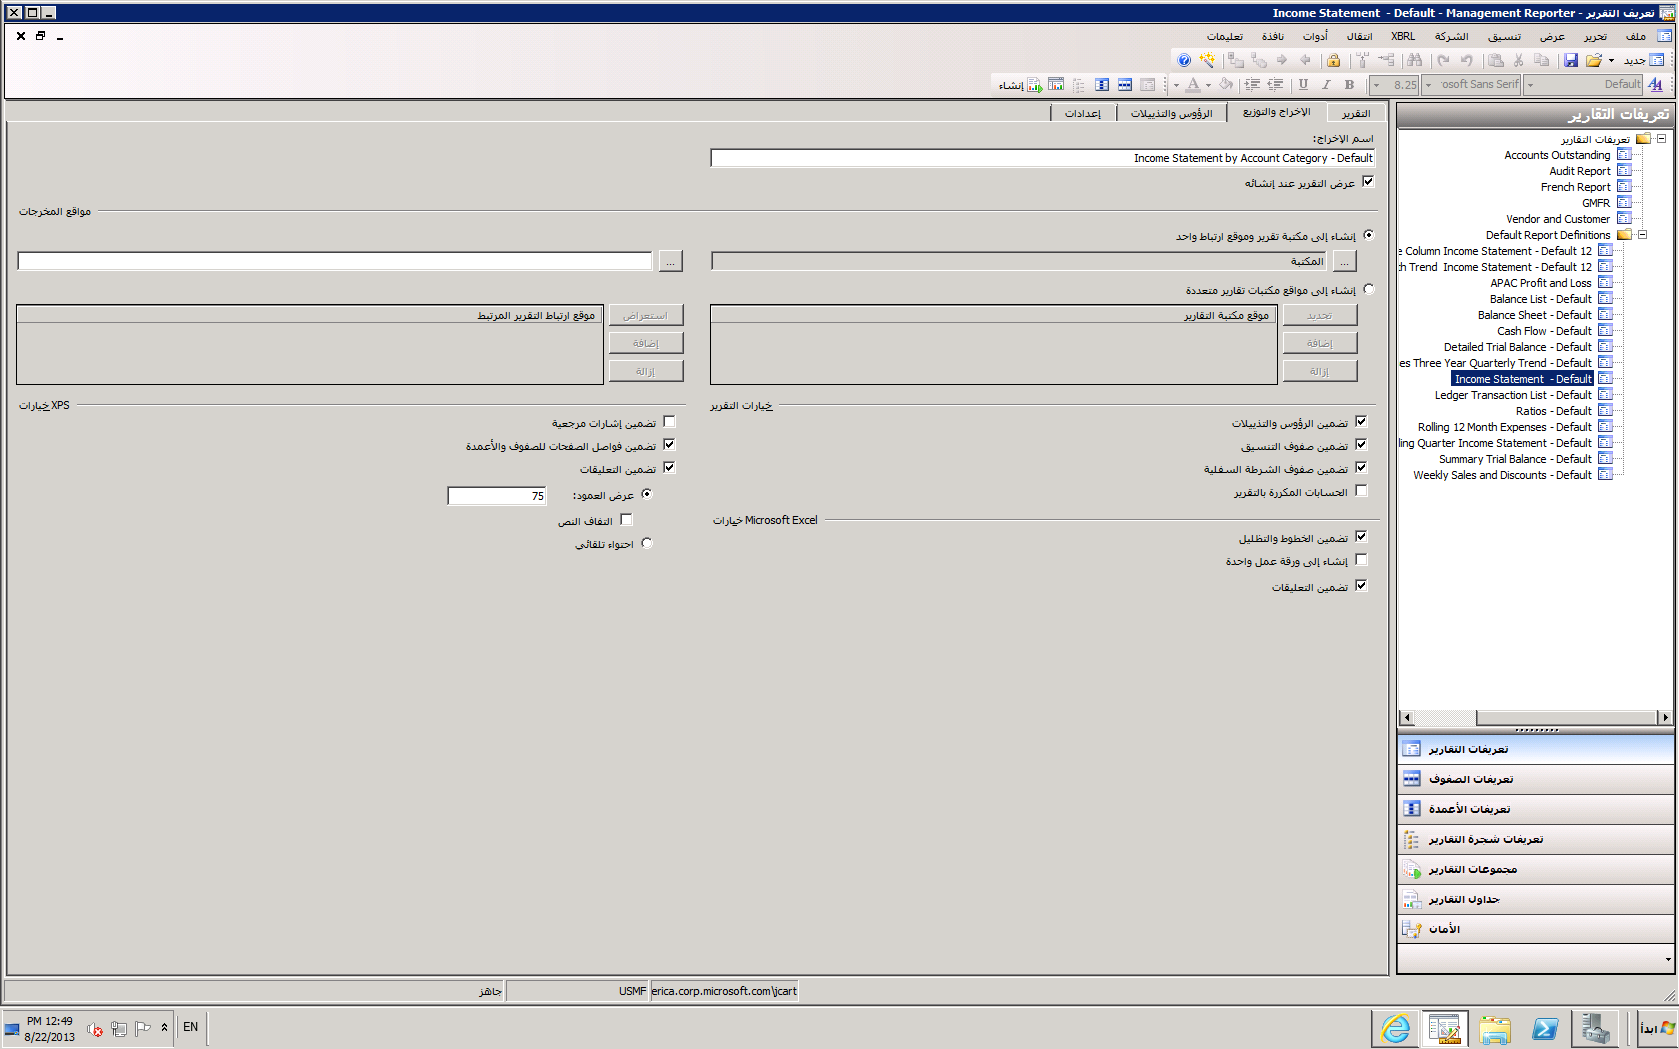 تعريف التقرير - Income Statement  - Default - Management Reporter
ملف تحرير عرض تنسيق الشركة XBRL انتقال أدوات نافذة تعليمات
جديد
Default
osoft Sans Serif
8.25
B I U A
إنشاء
تعريفات التقارير
تعريفات التقارير
Accounts Outstanding
Audit Report
French Report
GMFR
Vendor and Customer
Default Report Definitions
e Column Income Statement - Default 12
th Trend  Income Statement - Default 12
APAC Profit and Loss
Balance List - Default
Balance Sheet - Default
Cash Flow - Default
Detailed Trial Balance - Default
es Three Year Quarterly Trend - Default
Income Statement  - Default
Ledger Transaction List - Default
Ratios - Default
Rolling 12 Month Expenses - Default
ling Quarter Income Statement - Default
Summary Trial Balance - Default
Weekly Sales and Discounts - Default
تعريفات التقارير
تعريفات الصفوف
تعريفات الأعمدة
تعريفات شجرة التقارير
مجموعات التقارير
جداول التقارير
الأمان
التقرير
الإخراج والتوزيع
الرؤوس والتذييلات
إعدادات
اسم الإخراج:
Income Statement by Account Category - Default
عرض التقرير عند إنشائه
مواقع المخرجات
إنشاء إلى مكتبة تقرير وموقع ارتباط واحد
المكتبة
...
...
إنشاء إلى مواقع مكتبات تقارير متعددة
موقع مكتبة التقارير
تحديد
إضافة
إزالة
موقع ارتباط التقرير المرتبط
استعراض
إضافة
إزالة
خيارات التقرير
تضمين الرؤوس والتذييلات
تضمين صفوف التنسيق
تضمين صفوف الشرطة السفلية
الحسابات المكررة بالتقرير
خيارات Microsoft Excel
تضمين الخطوط والتظليل
إنشاء إلى ورقة عمل واحدة
تضمين التعليقات
خيارات XPS
تضمين إشارات مرجعية
تضمين فواصل الصفحات للصفوف والأعمدة
تضمين التعليقات
عرض العمود:
75
التفاف النص
احتواء تلقائي
جاهز
USMF
erica.corp.microsoft.com\jcart
ابدأ
EN
PM 12:49
8/22/2013